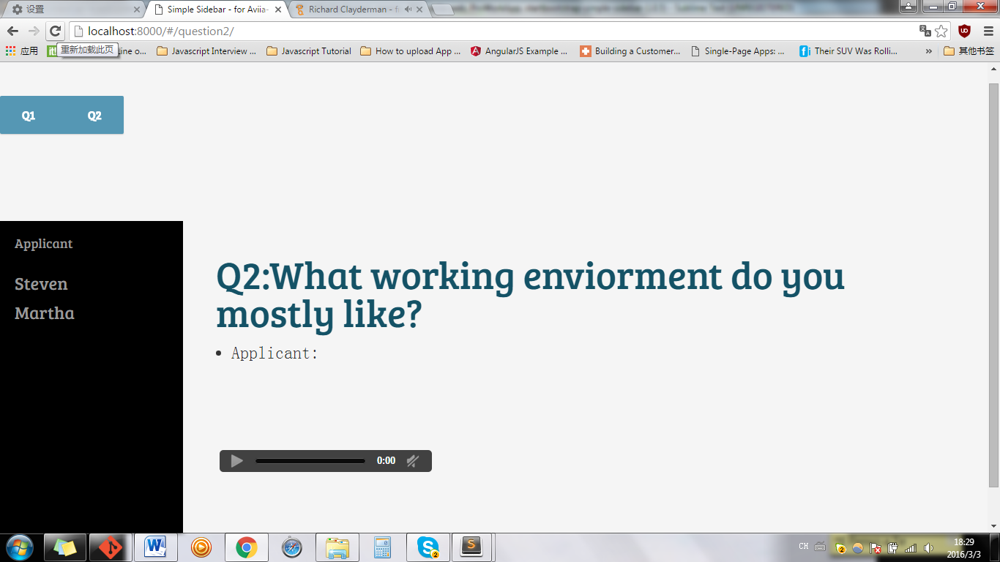 设置
Simple Sidebar - for Aviia-
Richard Clayderman - f
localhost:8000/#/question2/
应用
Line o...
Javascript Interview ...
Javascript Tutorial
How to upload App ...
AngularJS Example ...
Building a Customer...
Single-Page Apps: ...
Their SUV Was Rolli...
»
其他书签
重新加载此页
Q1
Q2
Applicant
Steven
Martha
Q2:What working enviorment do you
mostly like?
Applicant:
0:00
CH
18:29
2016/3/3